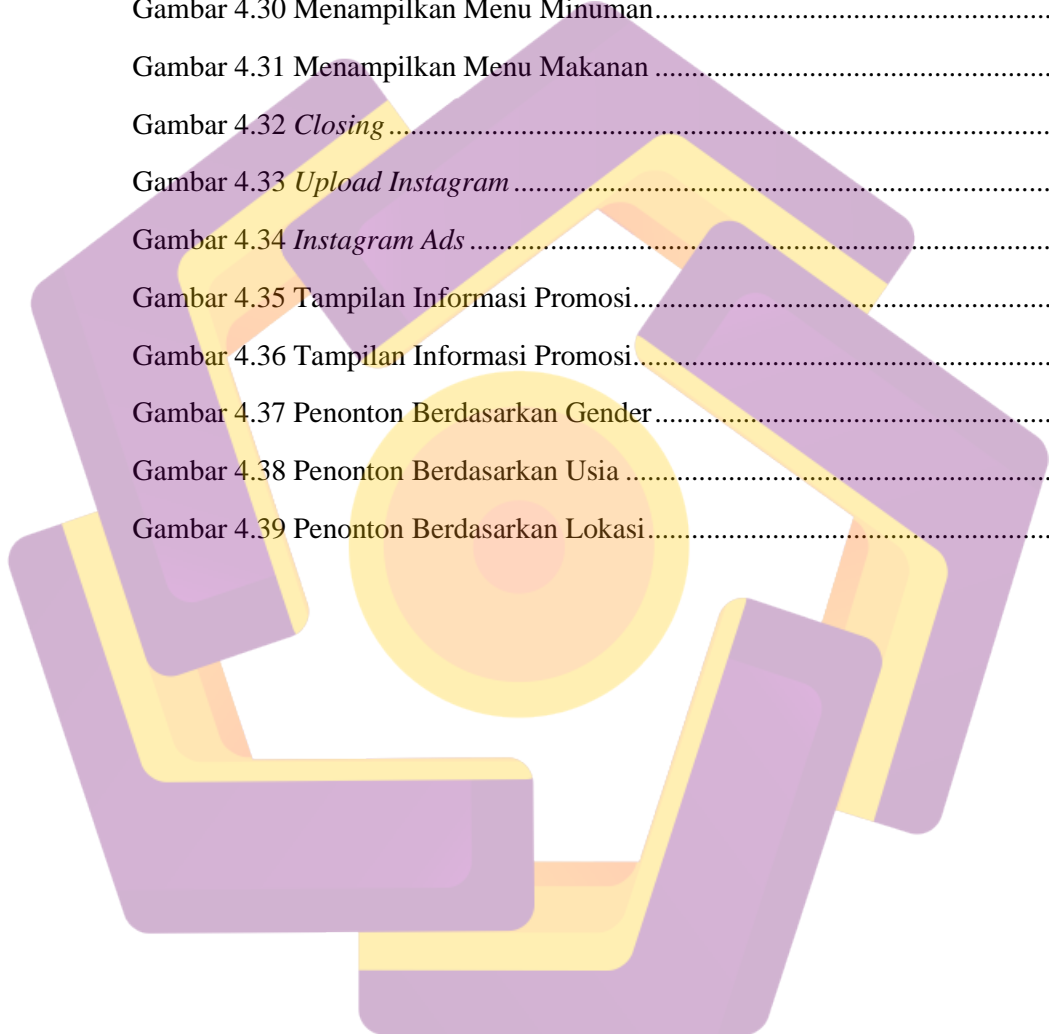 Gambar 4.30 Menampilkan Menu Minuman....................................................
Gambar 4.31 Menampilkan Menu Makanan ....................................................
Gambar 4.32 Closing....................................................
Gambar 4.33 Upload Instagram....................................................
Gambar 4.34 Instagram Ads....................................................
Gambar 4.35 Tampilan Informasi Promosi....................................................
Gambar 4.36 Tampilan Informasi Promosi....................................................
Gambar 4.37 Penonton Berdasarkan Gender....................................................
Gambar 4.38 Penonton Berdasarkan Usia ....................................................
Gambar 4.39 Penonton Berdasarkan Lokasi....................................................